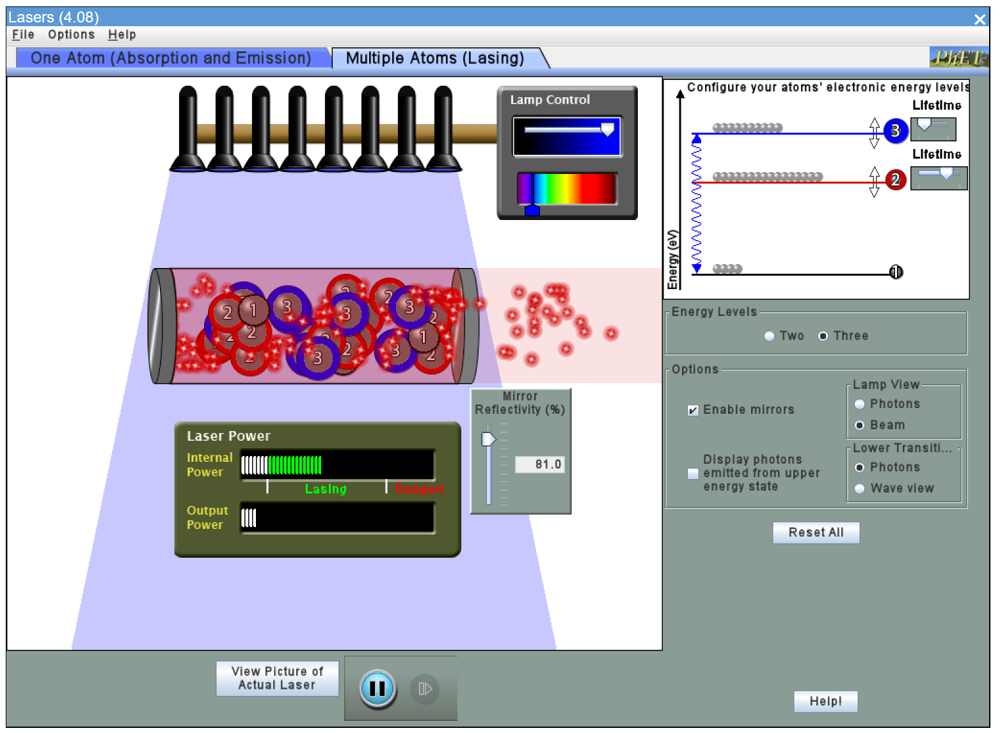 Lasers (4.08)
File Options Help
One Atom (Absorption and Emission)
Multiple Atoms (Lasing)
PhET
Lamp Control
Configure your atoms' electronic energy levels
Lifetime
3
Lifetime
2
1
Energy (eV)
2
1
3
2
3
2
3
2
2
2
1
2
3
2
3
2
2
3
Mirror
Reflectivity (%)
81.0
Laser Power
Internal
Power
Lasing
Danger!
Output
Power
Energy Levels
Two
Three
Options
Enable mirrors
Display photons
emitted from upper
energy state
Lamp View
Photons
Beam
Lower Transiti...
Photons
Wave view
Reset All
View Picture of
Actual Laser
Help!